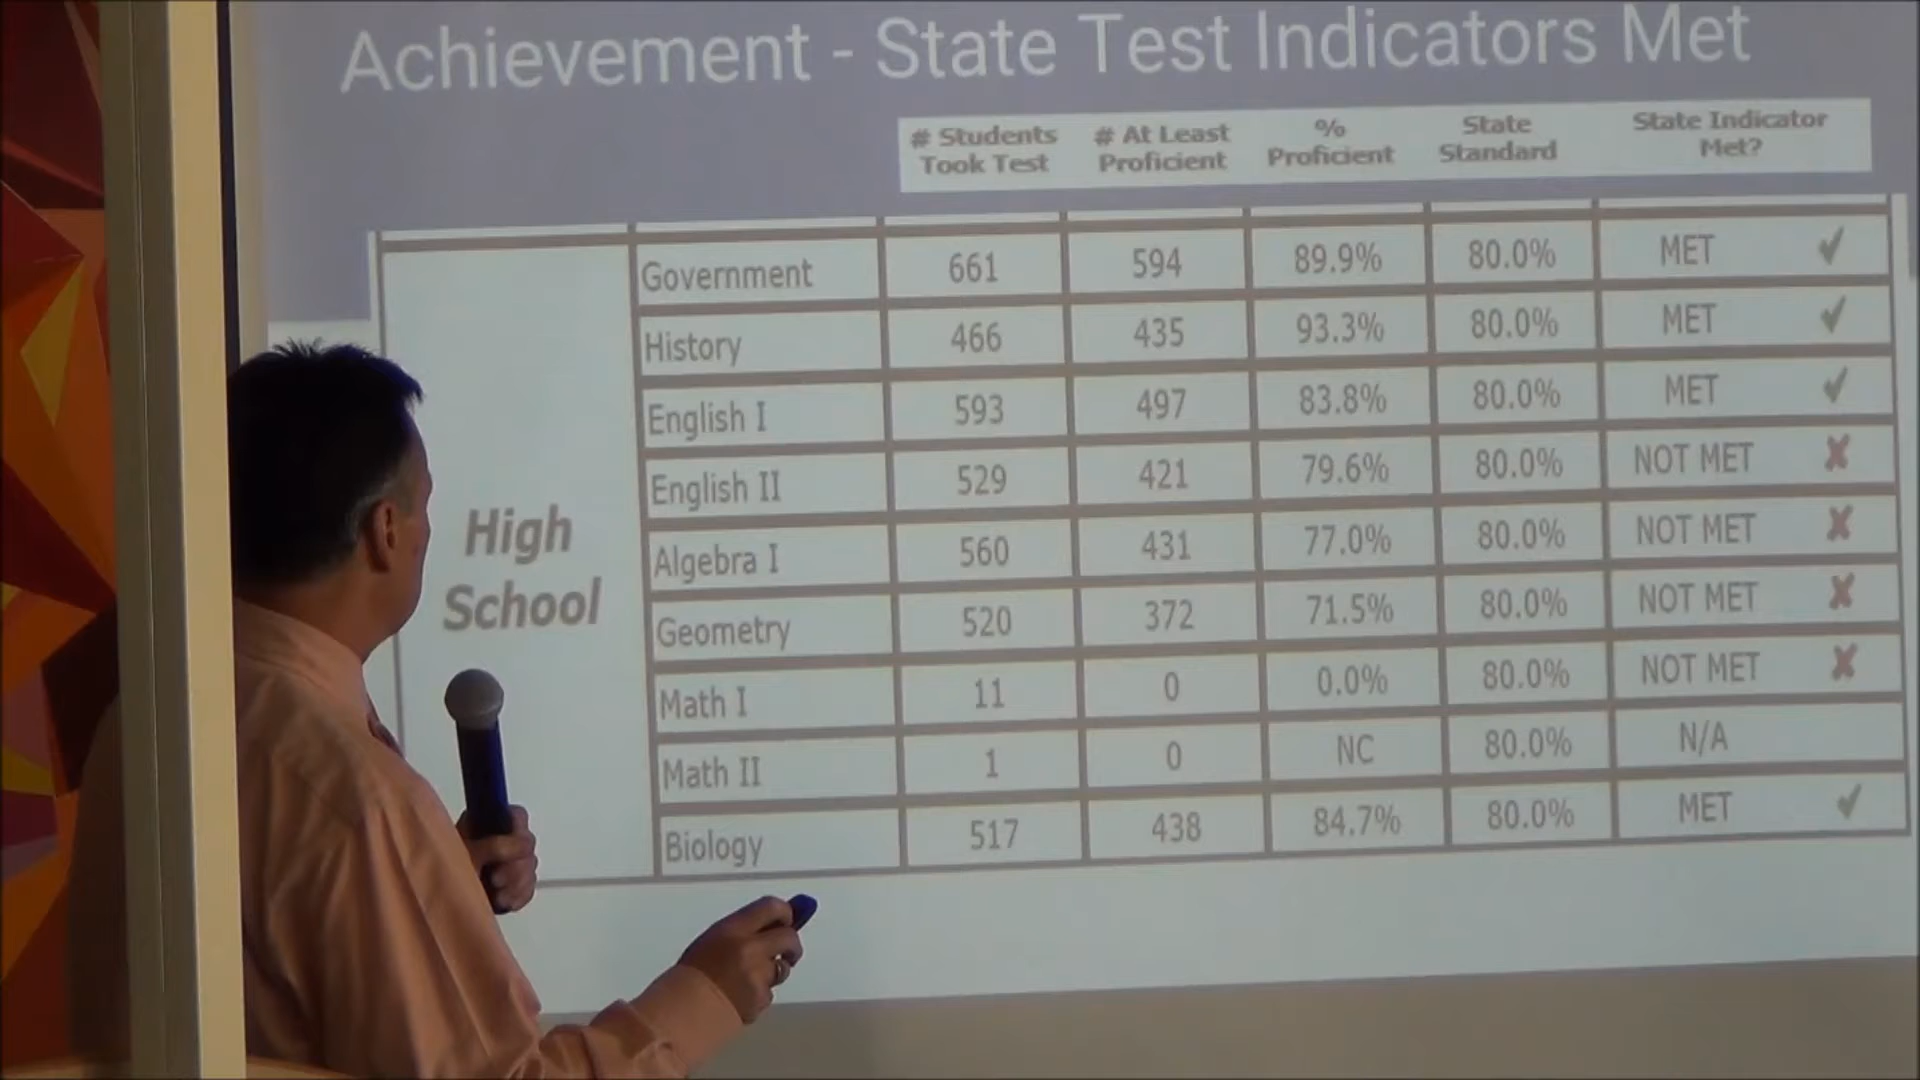 Achievement - State Test Indicators Met
# Students Took Test # At Least Proficient % Proficient State Standard State Indicator Met?
High School
Government 661 594 89.9% 80.0% MET ✓
History 466 435 93.3% 80.0% MET ✓
English I 593 497 83.8% 80.0% MET ✓
English II 529 421 79.6% 80.0% NOT MET ✘
Algebra I 560 431 77.0% 80.0% NOT MET ✘
Geometry 520 372 71.5% 80.0% NOT MET ✘
Math I 11 0 0.0% 80.0% NOT MET ✘
Math II 1 0 NC 80.0% N/A
Biology 517 438 84.7% 80.0% MET ✓